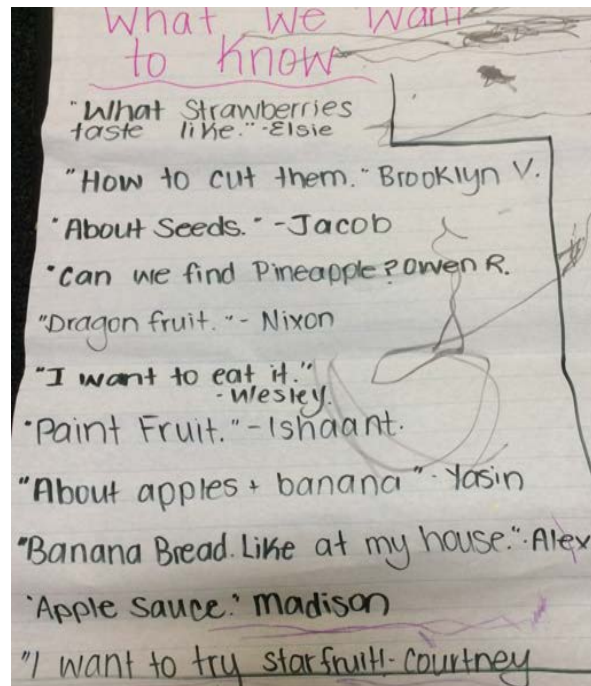 What We Want
to Know
"What Strawberries
taste like." -Elsie
"How to cut them." Brooklyn V.
"About Seeds." -Jacob
"Can we find Pineapple? Owen R.
"Dragon fruit." - Nixon
"I want to eat it."
- Wesley.
"Paint Fruit." - Ishaant.
"About apples + banana" - Yasin
"Banana Bread. Like at my house." - Alex
"Apple Sauce." Madison
"I want to try starfruit!- Courtney